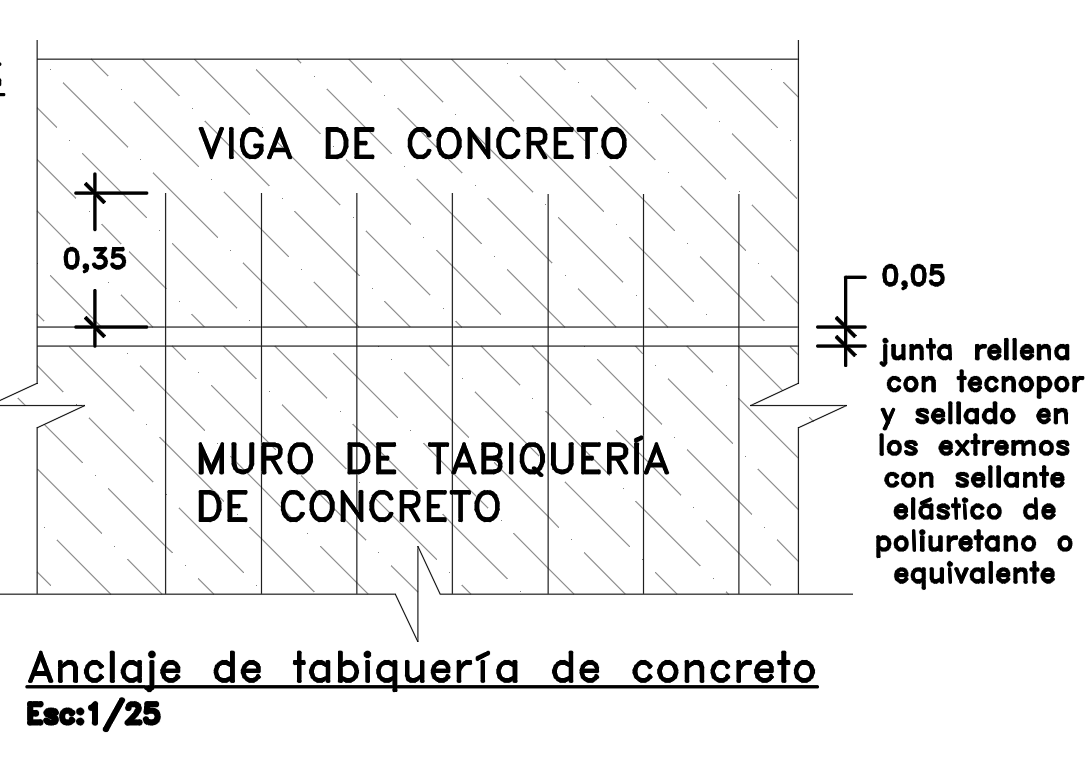 VIGA DE CONCRETO
0,35
0,05
junta rellena
con tecnopor
y sellado en
los extremos
con sellante
elástico de
poliuretano o
equivalente
MURO DE TABIQUERÍA
DE CONCRETO
Anclaje de tabiquería de concreto
Esc:1/25